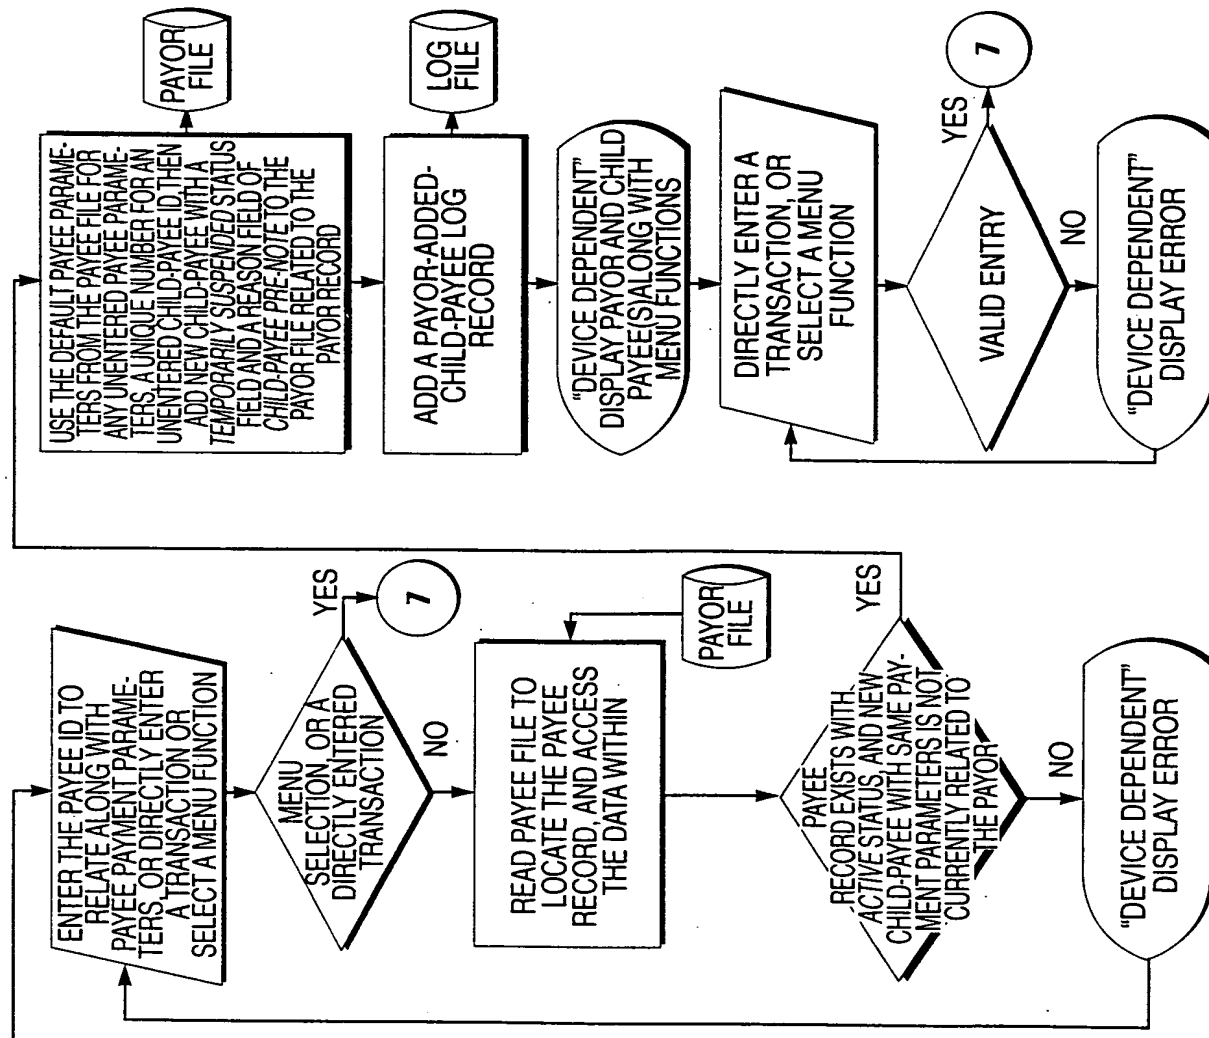 ENTER THE PAYEE ID TO
RELATE ALONG WITH
PAYEE PAYMENT PARAME-
TERS, OR DIRECTLY ENTER
A TRANSACTION OR
SELECT A MENU FUNCTION
MENU
SELECTION, OR A
DIRECTLY ENTERED
TRANSACTION
YES
7
NO
READ PAYEE FILE TO
LOCATE THE PAYEE
RECORD, AND ACCESS
THE DATA WITHIN
PAYOR
FILE
PAYEE
RECORD EXISTS WITH
ACTIVE STATUS, AND NEW
CHILD-PAYEE WITH SAME PAY-
MENT PARAMETERS IS NOT
CURRENTLY RELATED TO
THE PAYOR
YES
NO
"DEVICE DEPENDENT"
DISPLAY ERROR
USE THE DEFAULT PAYEE PARAME-
TERS FROM THE PAYEE FILE FOR
ANY UNENTERED PAYEE PARAME-
TERS, A UNIQUE NUMBER FOR AN
UNENTERED CHILD-PAYEE ID, THEN
ADD NEW CHILD-PAYEE WITH A
TEMPORARILY SUSPENDED STATUS
FIELD AND A REASON FIELD OF
CHILD-PAYEE PRE-NOTE TO THE
PAYOR FILE RELATED TO THE
PAYOR RECORD
PAYOR
FILE
ADD A PAYOR-ADDED-
CHILD-PAYEE LOG
RECORD
LOG
FILE
"DEVICE DEPENDENT"
DISPLAY PAYOR AND CHILD
PAYEE(S) ALONG WITH
MENU FUNCTIONS
DIRECTLY ENTER A
TRANSACTION, OR
SELECT A MENU
FUNCTION
VALID ENTRY
YES
7
NO
"DEVICE DEPENDENT"
DISPLAY ERROR